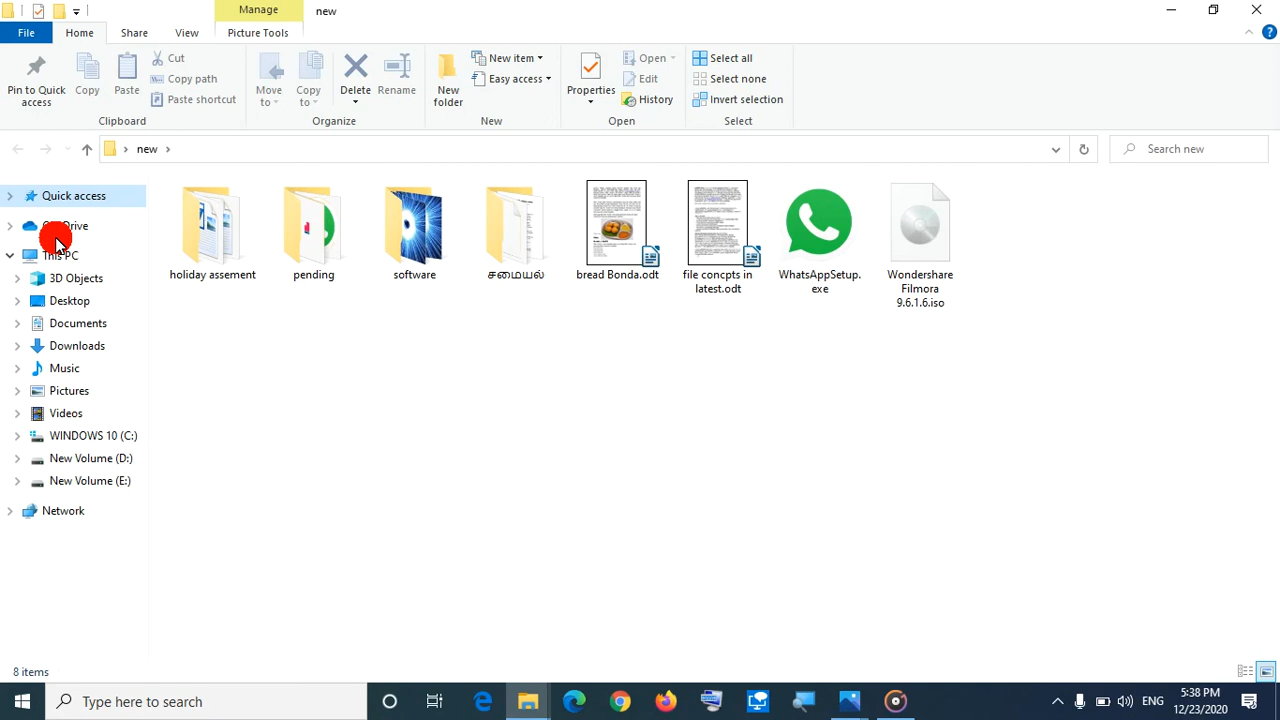 Manage
new
File
Home
Share
View
Picture Tools
Pin to Quick access
Copy
Paste
Cut
Copy path
Paste shortcut
Clipboard
Move to
Copy to
Delete
Rename
Organize
New folder
New item
Easy access
New
Properties
Open
Edit
History
Open
Select all
Select none
Invert selection
Select
new
Search new
Quick access
This PC
3D Objects
Desktop
Documents
Downloads
Music
Pictures
Videos
WINDOWS 10 (C:)
New Volume (D:)
New Volume (E:)
Network
holiday assement
pending
software
சமையல்
bread Bonda.odt
file concpts in latest.odt
WhatsAppSetup.exe
Wondershare Filmora 9.6.1.6.iso
8 items
Type here to search
ENG
5:38 PM
12/23/2020